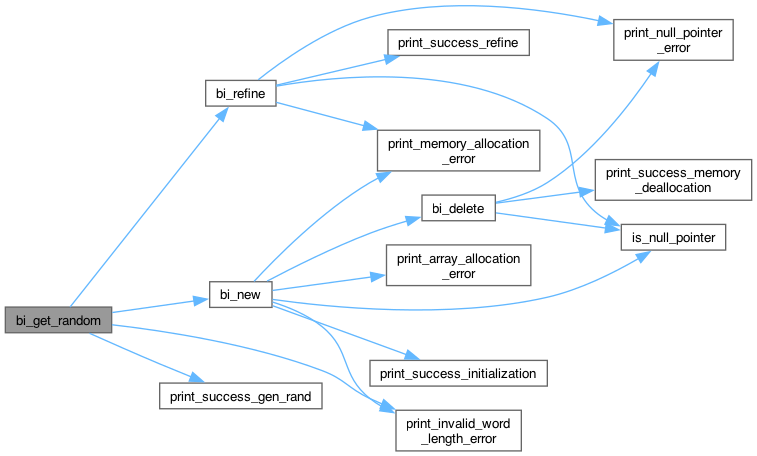 print_null_pointer
_error
print_success_refine
bi_refine
print_memory_allocation
_error
print_success_memory
_deallocation
bi_delete
is_null_pointer
print_array_allocation
_error
bi_new
bi_get_random
print_success_initialization
print_success_gen_rand
print_invalid_word
_length_error